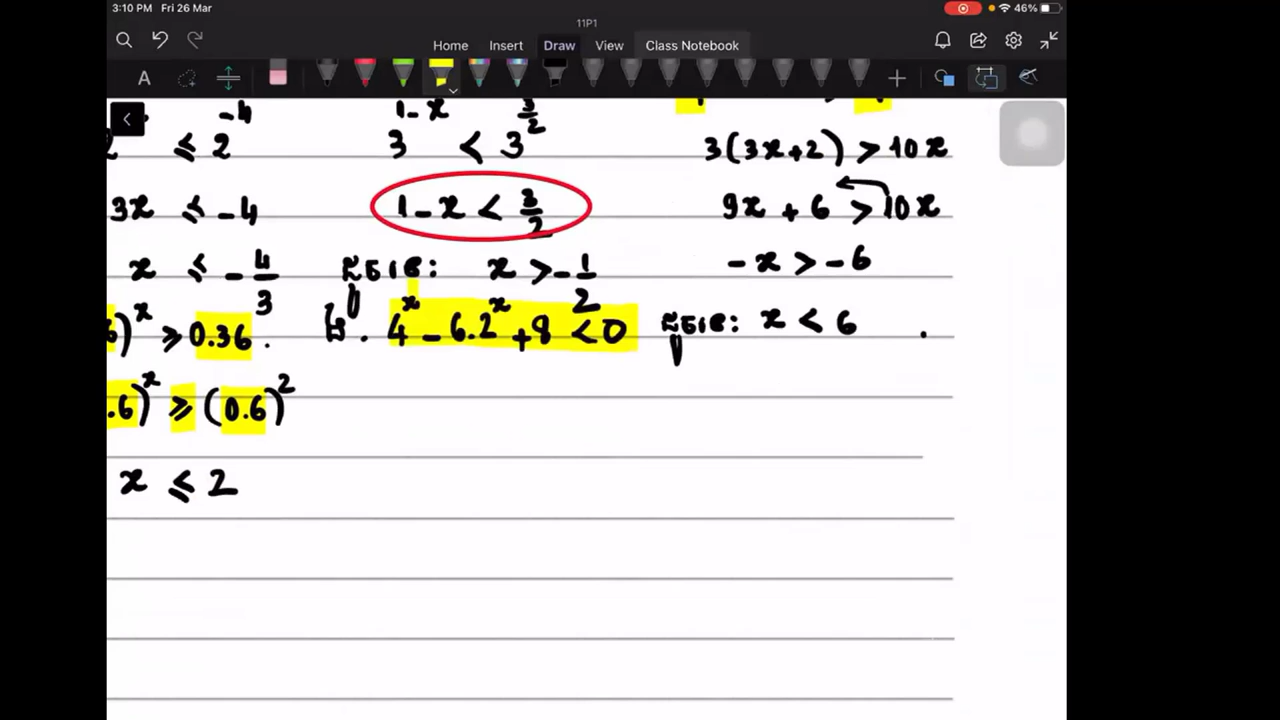 3:10 PM Fri 26 Mar
46%
11P1
Home Insert Draw View Class Notebook
≤ 2^-4
3^(1-x) < 3^(3/2)
3(3x+2) > 10x
3x ≤ -4
1-x < 3/2
9x + 6 > 10x
x ≤ -4/3
x > -1/2
-x > -6
)^x ≥ 0.36.
4^x - 6.2^x + 8 < 0
x < 6
.6)^x ≥ (0.6)^2
x ≤ 2